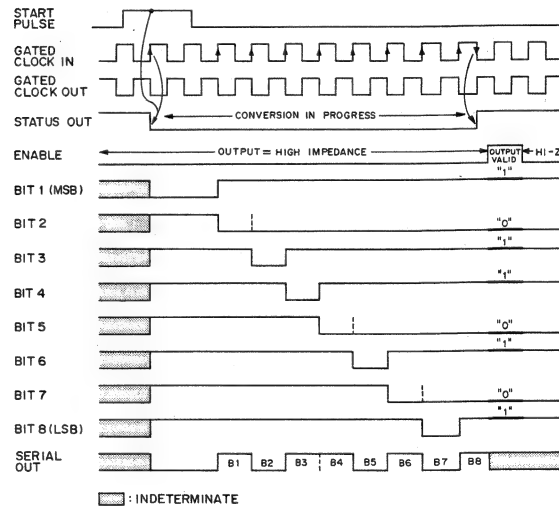 START
PULSE
GATED
CLOCK IN
GATED
CLOCK OUT
CONVERSION IN PROGRESS
STATUS OUT
ENABLE
OUTPUT = HIGH IMPEDANCE
OUTPUT
VALID
HI-Z
"1"
BIT 1 (MSB)
BIT 2
"0"
"1"
BIT 3
"1"
BIT 4
BIT 5
"0"
"1"
BIT 6
BIT 7
"0"
"1"
BIT 8 (LSB)
SERIAL
OUT
B1 B2 B3 B4 B5 B6 B7 B8
: INDETERMINATE